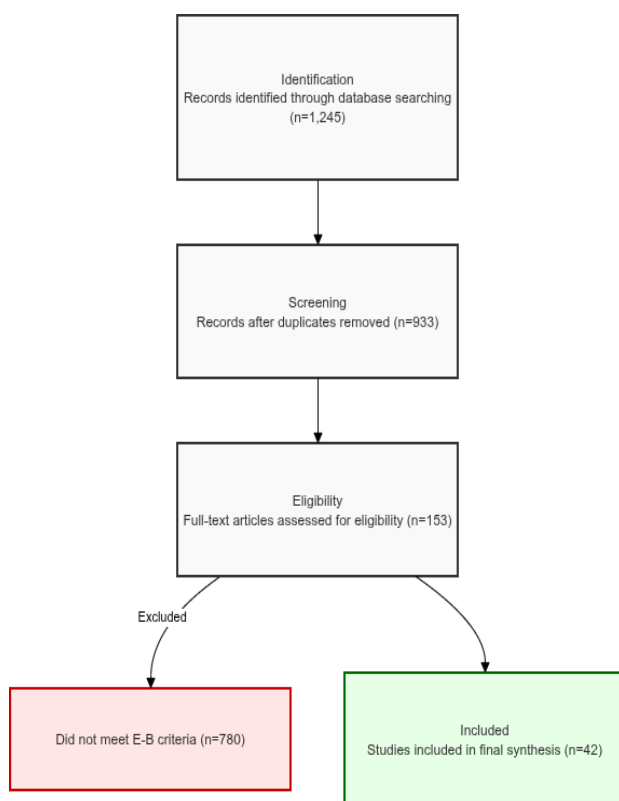 Identification
Records identified through database searching
(n=1,245)
Screening
Records after duplicates removed (n=933)
Eligibility
Full-text articles assessed for eligibility (n=153)
Excluded
Did not meet E-B criteria (n=780)
Included
Studies included in final synthesis (n=42)